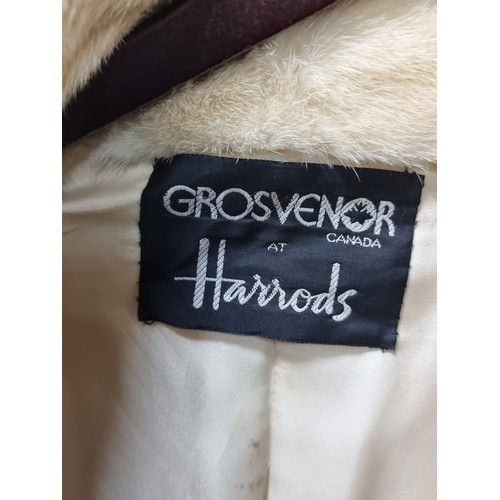 GROSVENOR
CANADA
AT
Harrods